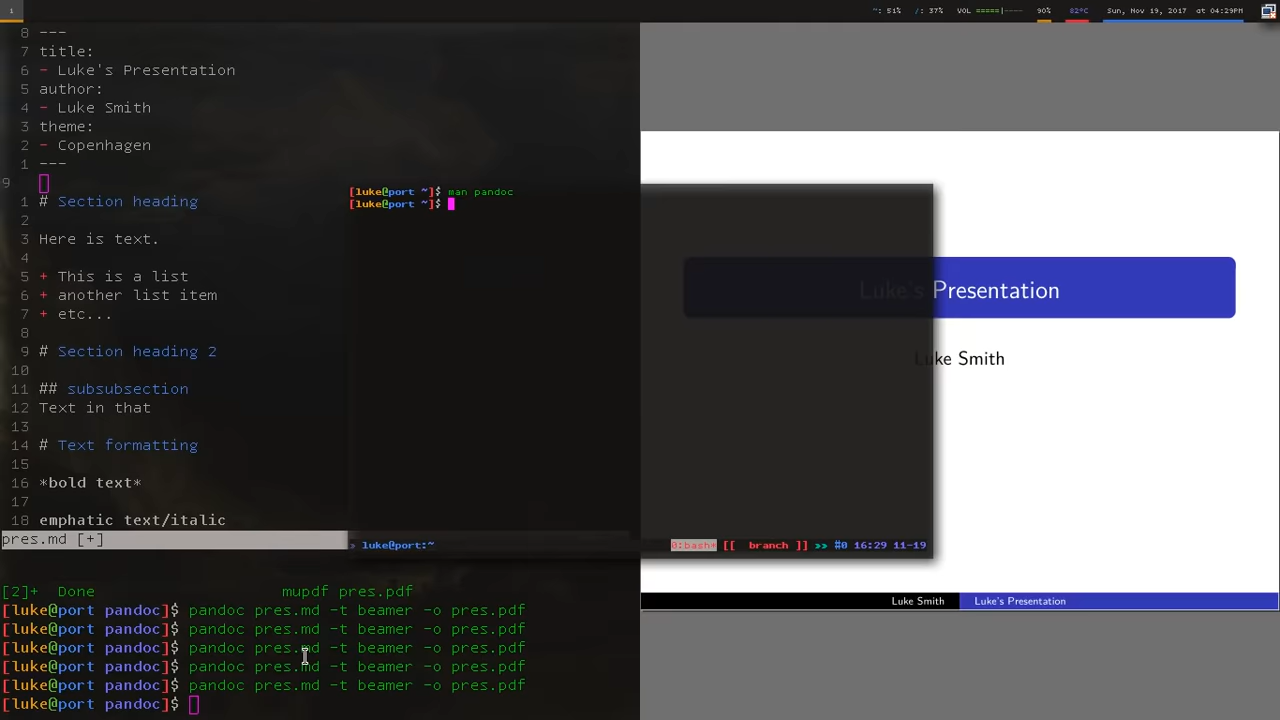 1
~: 51% /: 37% VOL =====|---- 90% 82°C Sun, Nov 19, 2017 at 04:29PM
8 ---
7 title:
6 - Luke's Presentation
5 author:
4 - Luke Smith
3 theme:
2 - Copenhagen
1 ---
9
1 # Section heading
2
3 Here is text.
4
5 + This is a list
6 + another list item
7 + etc...
8
9 # Section heading 2
10
11 ## subsubsection
12 Text in that
13
14 # Text formatting
15
16 *bold text*
17
18 emphatic text/italic
pres.md [+]
[2]+ Done mupdf pres.pdf
[luke@port pandoc]$ pandoc pres.md -t beamer -o pres.pdf
[luke@port pandoc]$ pandoc pres.md -t beamer -o pres.pdf
[luke@port pandoc]$ pandoc pres.md -t beamer -o pres.pdf
[luke@port pandoc]$ pandoc pres.md -t beamer -o pres.pdf
[luke@port pandoc]$ pandoc pres.md -t beamer -o pres.pdf
[luke@port pandoc]$
[luke@port ~]$ man pandoc
[luke@port ~]$
» luke@port:~ 0:bash* [[ branch ]] »» #0 16:29 11-19
Luke's Presentation
Luke Smith
Luke Smith Luke's Presentation